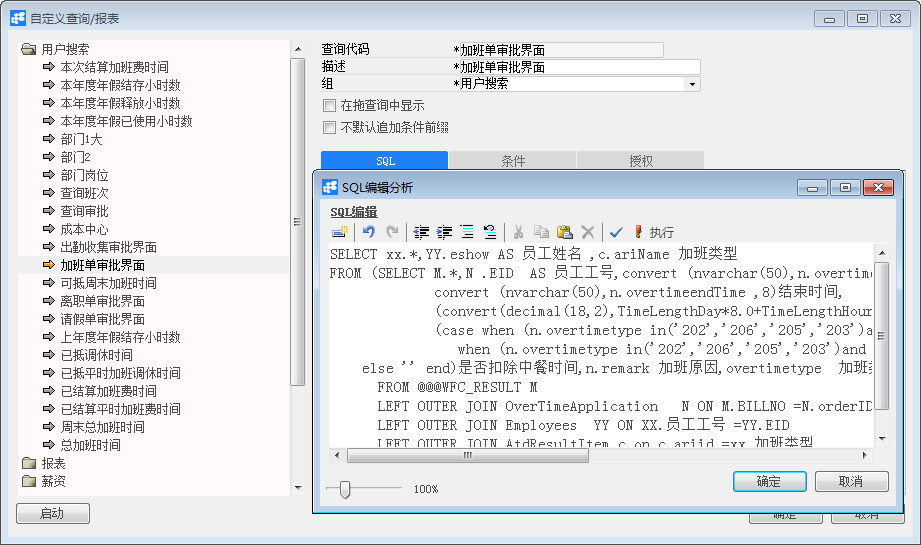 自定义查询/报表
用户搜索
本次结算加班费时间
本年度年假结存小时数
本年度年假释放小时数
本年度年假已使用小时数
部门1大
部门2
部门岗位
查询班次
查询审批
成本中心
出勤收集审批界面
加班单审批界面
可抵周末加班时间
离职单审批界面
请假单审批界面
上年度年假结存小时数
已抵调休时间
已抵平时加班调休时间
已结算加班费时间
已结算平时加班费时间
周末总加班时间
总加班时间
报表
薪资
启动
查询代码 *加班单审批界面
描述 *加班单审批界面
组 *用户搜索
在拖查询中显示
不默认追加条件前缀
SQL 条件 授权
SQL编辑分析
SQL编辑
执行
SELECT xx.*,YY.eshow AS 员工姓名 ,c.ariName 加班类型
FROM (SELECT M.*,N .EID AS 员工工号,convert (nvarchar(50),n.overtime
convert (nvarchar(50),n.overtimeendTime ,8)结束时间,
(convert(decimal(18,2),TimeLengthDay*8.0+TimeLengthHour
(case when (n.overtimetype in('202','206','205','203')a
when (n.overtimetype in('202','206','205','203')and
else '' end)是否扣除中餐时间,n.remark 加班原因,overtimetype 加班
FROM @@@WFC_RESULT M
LEFT OUTER JOIN OverTimeApplication N ON M.BILLNO =N.orderID
LEFT OUTER JOIN Employees YY ON XX.员工工号 =YY.EID
LEFT OUTER JOIN AtdResultItem c on c.ariid =xx.加班类型
100%
确定 取消
确定 取消